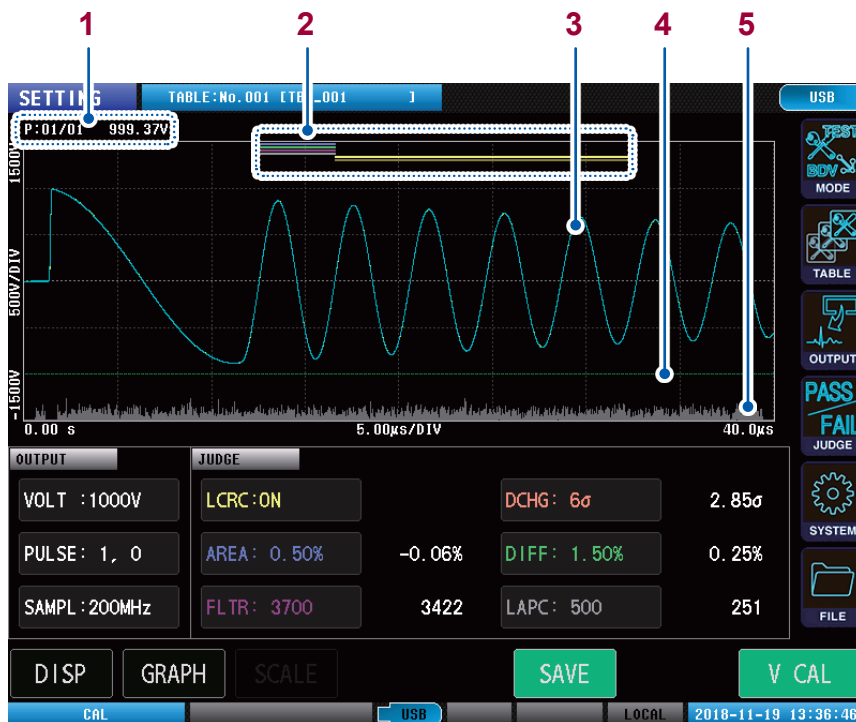 1 2 3 4 5
SETTING TABLE:No.001 [TBL_001 ] USB
P:01/01 999.37V
1500V
500V/DIV
-1500V
0.00 s 5.00μs/DIV 40.0μs
TEST
BDV
MODE
TABLE
OUTPUT
PASS
FAIL
JUDGE
SYSTEM
FILE
OUTPUT JUDGE
VOLT :1000V LCRC:ON DCHG: 6σ 2.85σ
PULSE: 1, 0 AREA: 0.50% -0.06% DIFF: 1.50% 0.25%
SAMPL:200MHz FLTR: 3700 3422 LAPC: 500 251
DISP GRAPH SCALE SAVE V CAL
CAL USB LOCAL 2018-11-19 13:36:46